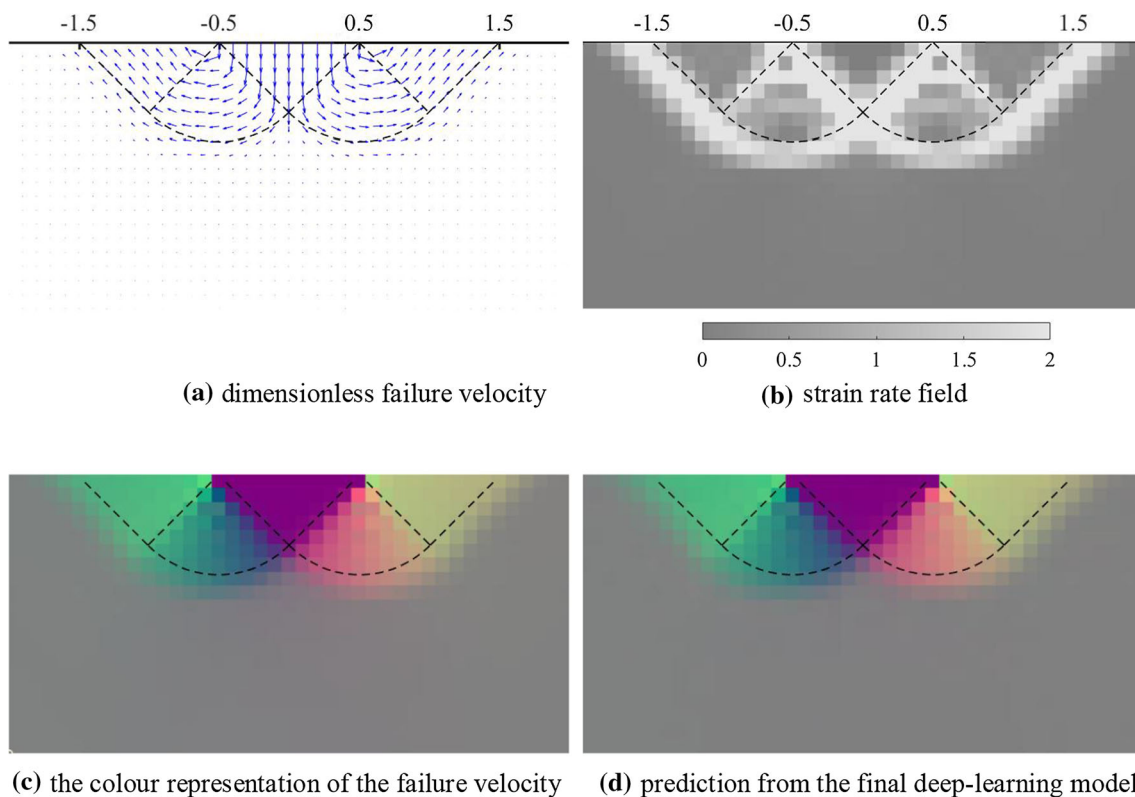 -1.5 -0.5 0.5 1.5
-1.5 -0.5 0.5 1.5
0 0.5 1 1.5 2
(a) dimensionless failure velocity
(b) strain rate field
(c) the colour representation of the failure velocity
(d) prediction from the final deep-learning model